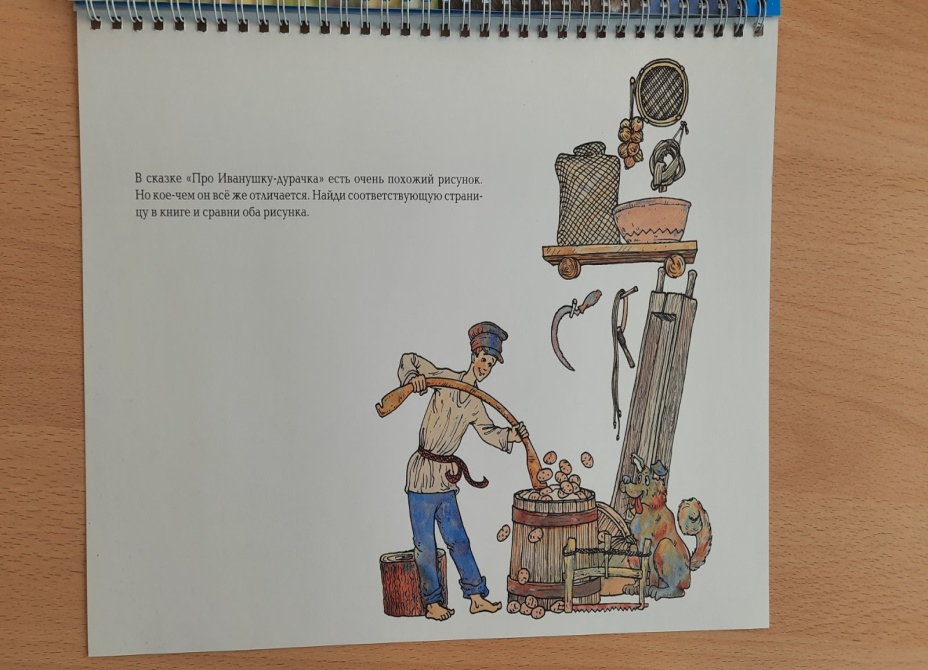 В сказке «Про Иванушку-дурачка» есть очень похожий рисунок.
Но кое-чем он всё же отличается. Найди соответствующую страни-
цу в книге и сравни оба рисунка.